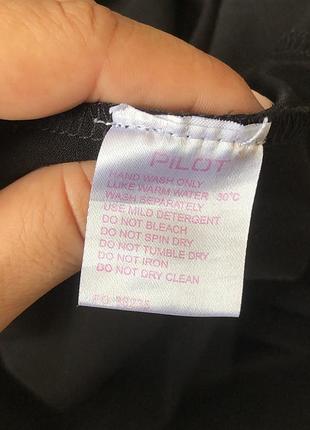 PILOT
HAND WASH ONLY
LUKE WARM WATER 30°C
WASH SEPARATELY
USE MILD DETERGENT
DO NOT BLEACH
DO NOT SPIN DRY
DO NOT TUMBLE DRY
DO NOT IRON
DO NOT DRY CLEAN